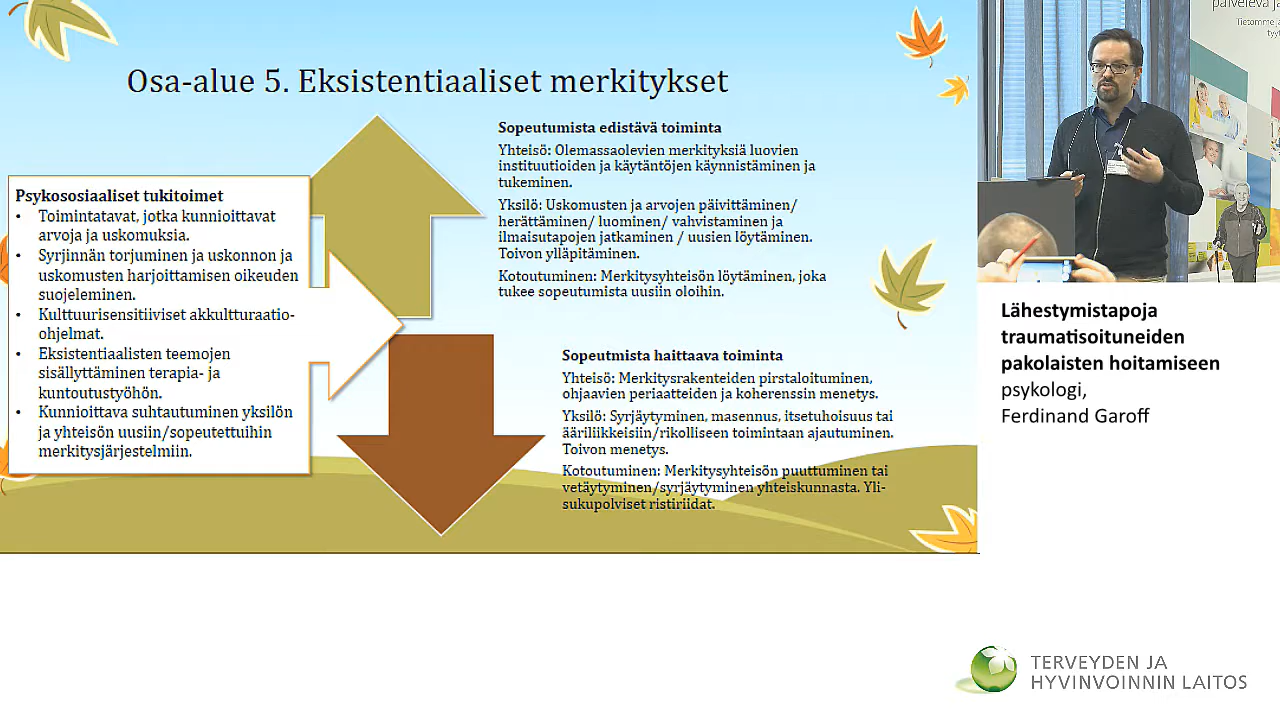 Osa-alue 5. Eksistentiaaliset merkitykset
Psykososiaaliset tukitoimet
• Toimintatavat, jotka kunnioittavat
arvoja ja uskomuksia.
• Syrjinnän torjuminen ja uskonnon ja
uskomusten harjoittamisen oikeuden
suojeleminen.
• Kulttuurisensitiiviset akkultturaatio-
ohjelmat.
• Eksistentiaalisten teemojen
sisällyttäminen terapia- ja
kuntoutustyöhön.
• Kunnioittava suhtautuminen yksilön
ja yhteisön uusiin/sopeutettuihin
merkitysjärjestelmiin.
Sopeutumista edistävä toiminta
Yhteisö: Olemassaolevien merkityksiä luovien
instituutioiden ja käytäntöjen käynnistäminen ja
tukeminen.
Yksilö: Uskomusten ja arvojen päivittäminen/
herättäminen/ luominen/ vahvistaminen ja
ilmaisutapojen jatkaminen / uusien löytäminen.
Toivon ylläpitäminen.
Kotoutuminen: Merkitysyhteisön löytäminen, joka
tukee sopeutumista uusiin oloihin.
Sopeutmista haittaava toiminta
Yhteisö: Merkitysrakenteiden pirstaloituminen,
ohjaavien periaatteiden ja koherenssin menetys.
Yksilö: Syrjäytyminen, masennus, itsetuhoisuus tai
ääriliikkeisiin/rikolliseen toimintaan ajautuminen.
Toivon menetys.
Kotoutuminen: Merkitysyhteisön puuttuminen tai
vetäytyminen/syrjäytyminen yhteiskunnasta. Yli-
sukupolviset ristiriidat.
palveleva ja
Lähestymistapoja
traumatisoituneiden
pakolaisten hoitamiseen
psykologi,
Ferdinand Garoff
TERVEYDEN JA
HYVINVOINNIN LAITOS